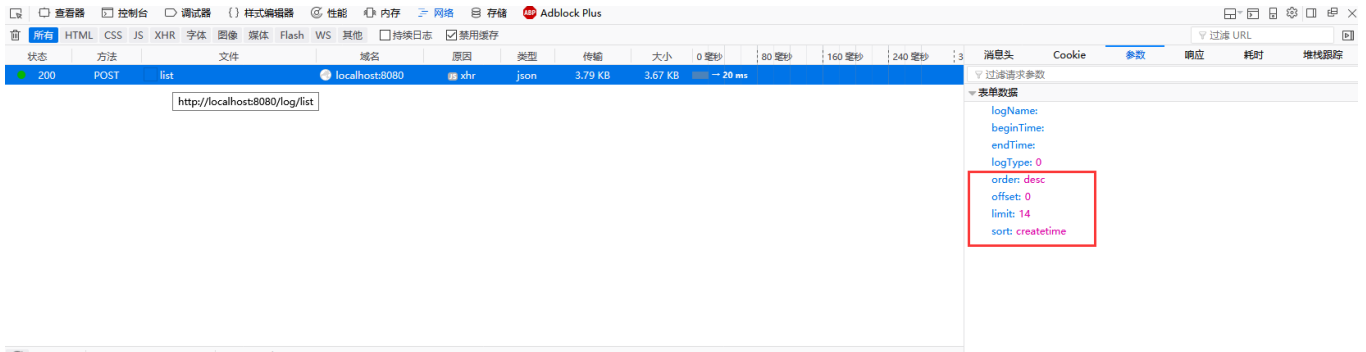 查看器 控制台 调试器 {} 样式编辑器 性能 内存 网络 存储 ABP Adblock Plus
所有 HTML CSS JS XHR 字体 图像 媒体 Flash WS 其他 持续日志 禁用缓存 过滤 URL
状态 方法 文件 域名 原因 类型 传输 大小 0 毫秒 80 毫秒 160 毫秒 240 毫秒 3
200 POST list localhost:8080 JS xhr json 3.79 KB 3.67 KB → 20 ms
http://localhost:8080/log/list
消息头 Cookie 参数 响应 耗时 堆栈跟踪
过滤请求参数
表单数据
logName:
beginTime:
endTime:
logType: 0
order: desc
offset: 0
limit: 14
sort: createtime